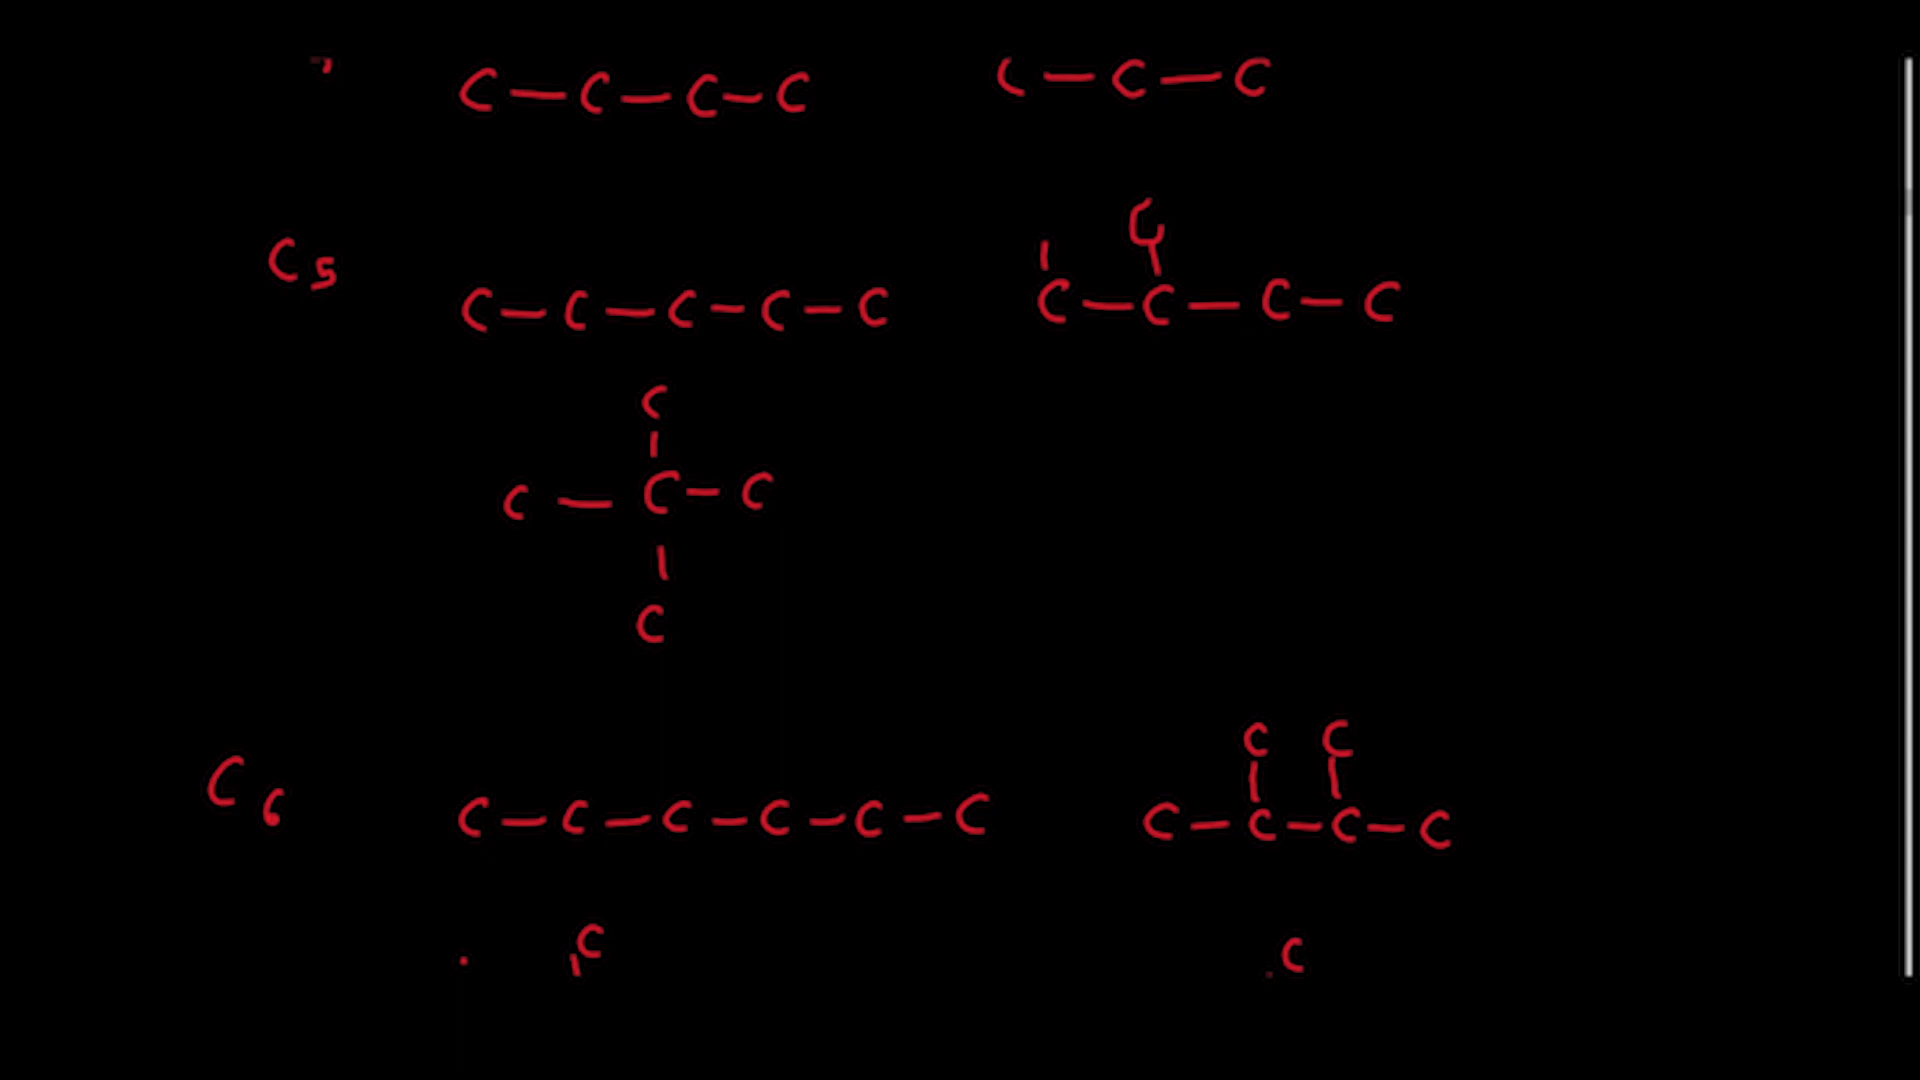 C — C — C — C    C — C — C
C
C5    C — C — C — C — C    C — C — C — C
C
C — C — C
C
C C
C6    C — C — C — C — C — C    C — C — C — C
C    C